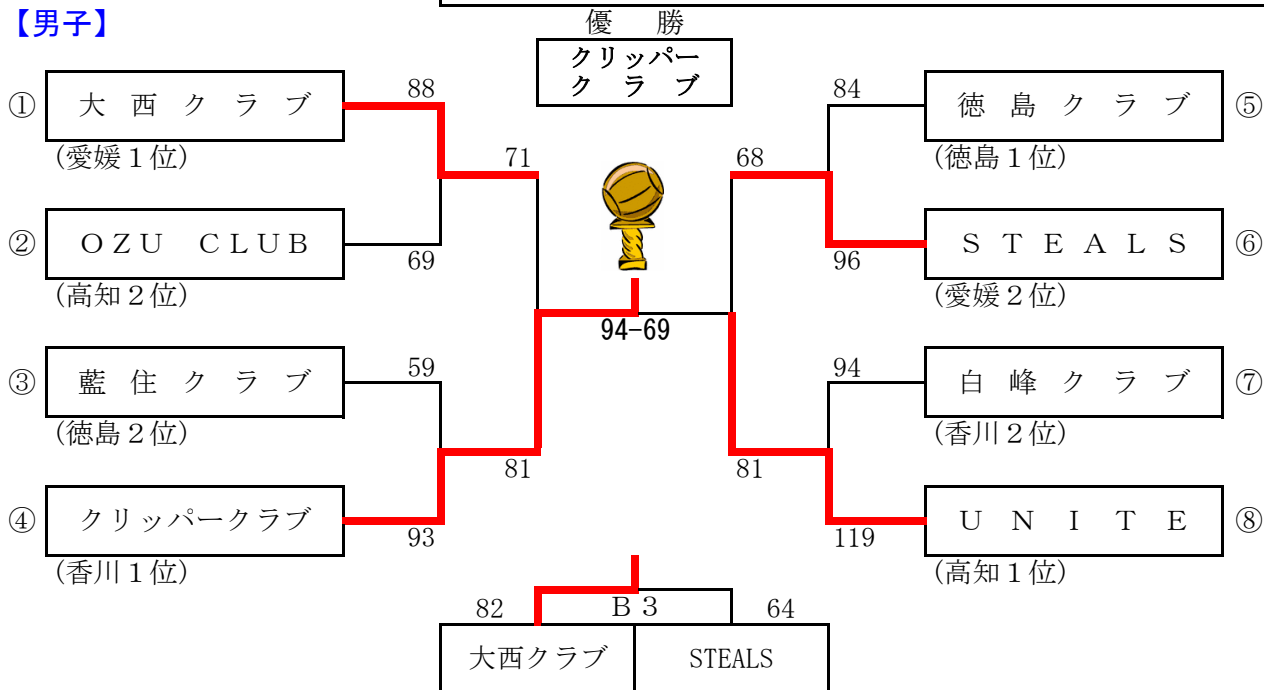 【男子】
優　勝
クリッパー
ク　ラ　ブ
① 大 西 ク ラ ブ 88
(愛媛１位)
84 徳 島 ク ラ ブ ⑤
(徳島１位)
71
68
② ＯＺＵ　ＣＬＵＢ 69
(高知２位)
96 Ｓ Ｔ Ｅ Ａ Ｌ Ｓ ⑥
(愛媛２位)
94-69
③ 藍 住 ク ラ ブ 59
(徳島２位)
94 白 峰 ク ラ ブ ⑦
(香川２位)
81
81
④ クリッパークラブ 93
(香川１位)
119 Ｕ Ｎ Ｉ Ｔ Ｅ ⑧
(高知１位)
82 Ｂ３ 64
大西クラブ STEALS